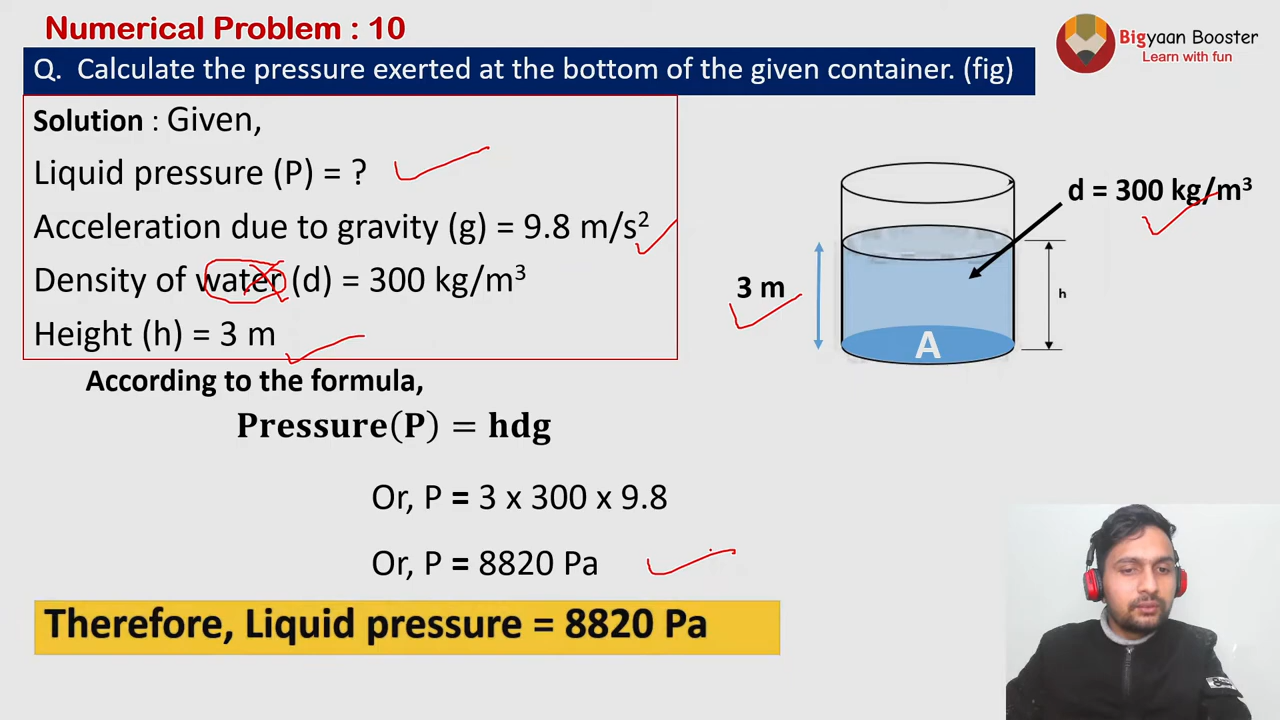 Numerical Problem : 10
Bigyaan Booster
Learn with fun
Q. Calculate the pressure exerted at the bottom of the given container. (fig)
Solution : Given,
Liquid pressure (P) = ?
Acceleration due to gravity (g) = 9.8 m/s²
Density of water (d) = 300 kg/m³
Height (h) = 3 m
d = 300 kg/m³
3 m
h
A
According to the formula,
Pressure(P) = hdg
Or, P = 3 x 300 x 9.8
Or, P = 8820 Pa
Therefore, Liquid pressure = 8820 Pa